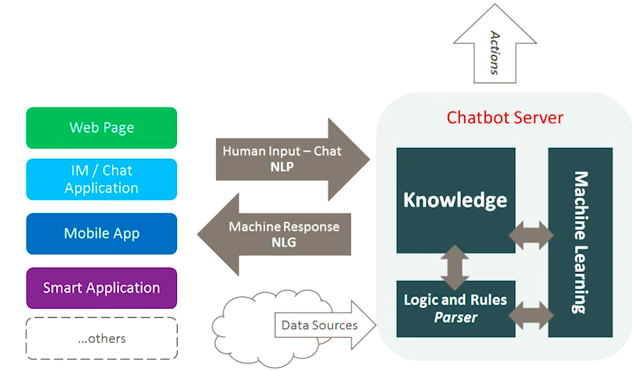 Actions
Chatbot Server
Web Page
IM / Chat
Application
Mobile App
Smart Application
...others
Human Input – Chat
NLP
Machine Response
NLG
Data Sources
Knowledge
Logic and Rules
Parser
Machine Learning